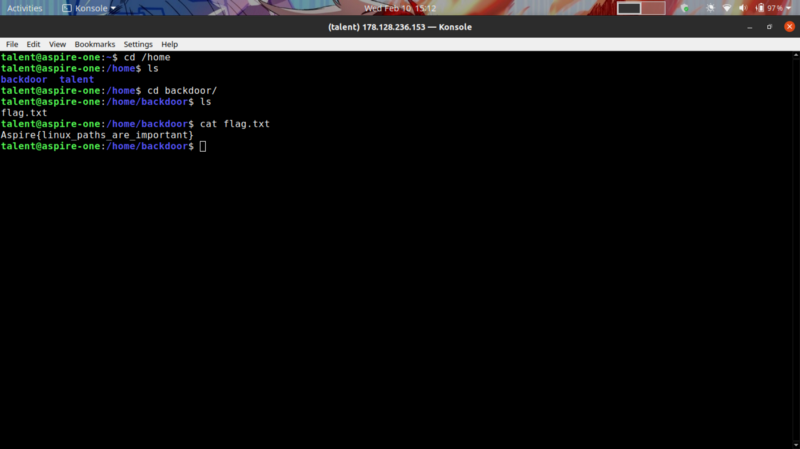 Activities Konsole Wed Feb 10, 15:12 97%
(talent) 178.128.236.153 — Konsole
File Edit View Bookmarks Settings Help
talent@aspire-one:~$ cd /home
talent@aspire-one:/home$ ls
backdoor talent
talent@aspire-one:/home$ cd backdoor/
talent@aspire-one:/home/backdoor$ ls
flag.txt
talent@aspire-one:/home/backdoor$ cat flag.txt
Aspire{linux_paths_are_important}
talent@aspire-one:/home/backdoor$